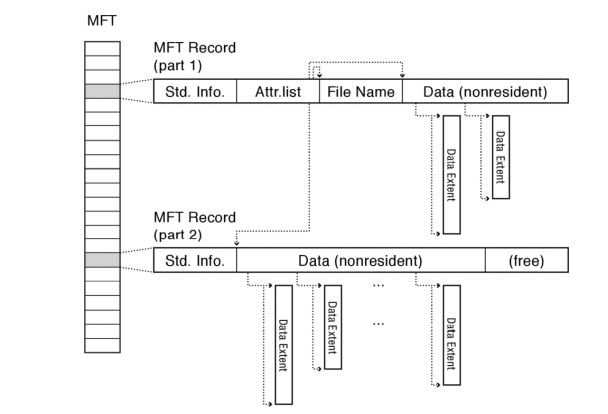 MFT
MFT Record
(part 1)
Std. Info.
Attr.list
File Name
Data (nonresident)
Data Extent
Data Extent
MFT Record
(part 2)
Std. Info.
Data (nonresident)
(free)
Data Extent
Data Extent
...
...
Data Extent